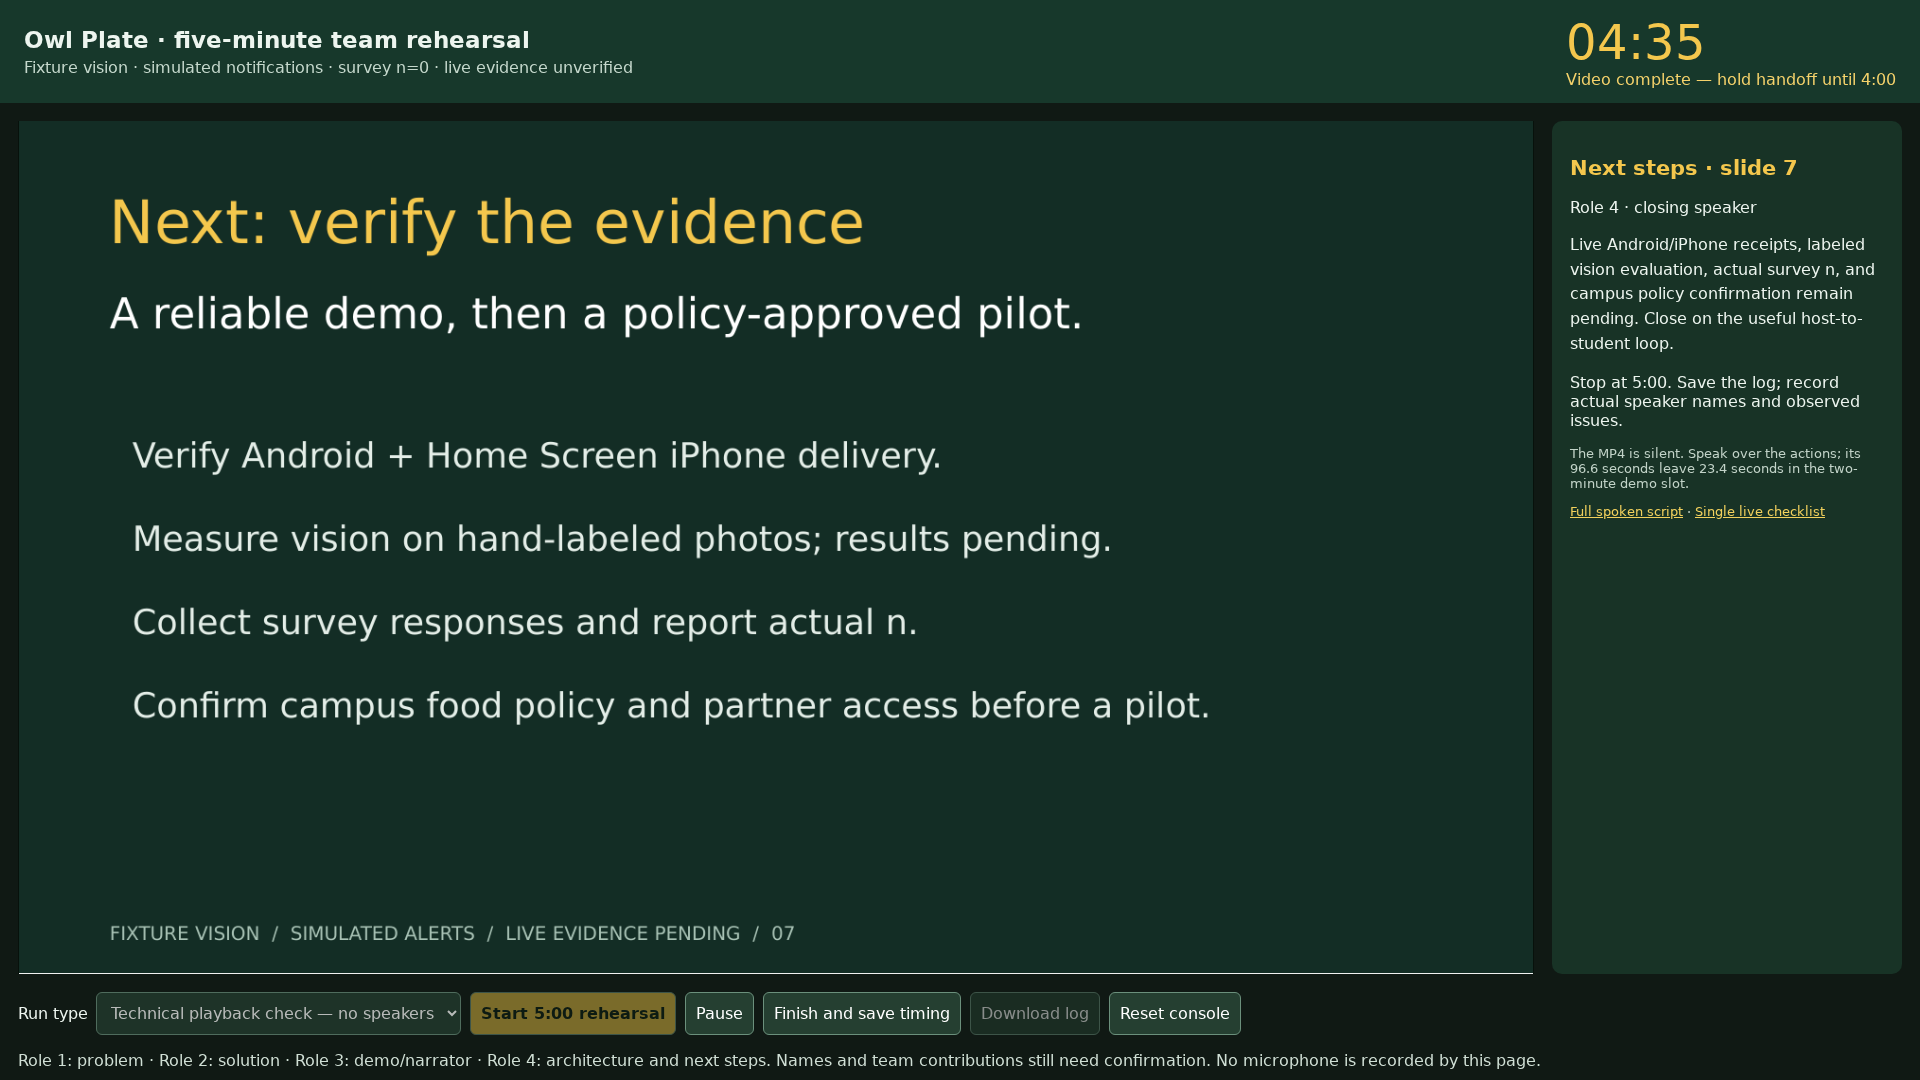 Owl Plate · five-minute team rehearsal
Fixture vision · simulated notifications · survey n=0 · live evidence unverified
04:35
Video complete — hold handoff until 4:00
Next: verify the evidence
A reliable demo, then a policy-approved pilot.
Verify Android + Home Screen iPhone delivery.
Measure vision on hand-labeled photos; results pending.
Collect survey responses and report actual n.
Confirm campus food policy and partner access before a pilot.
FIXTURE VISION / SIMULATED ALERTS / LIVE EVIDENCE PENDING / 07
Next steps · slide 7
Role 4 · closing speaker
Live Android/iPhone receipts, labeled
vision evaluation, actual survey n, and
campus policy confirmation remain
pending. Close on the useful host-to-
student loop.
Stop at 5:00. Save the log; record
actual speaker names and observed
issues.
The MP4 is silent. Speak over the actions; its
96.6 seconds leave 23.4 seconds in the two-
minute demo slot.
Full spoken script · Single live checklist
Run type Technical playback check — no speakers Start 5:00 rehearsal Pause Finish and save timing Download log Reset console
Role 1: problem · Role 2: solution · Role 3: demo/narrator · Role 4: architecture and next steps. Names and team contributions still need confirmation. No microphone is recorded by this page.